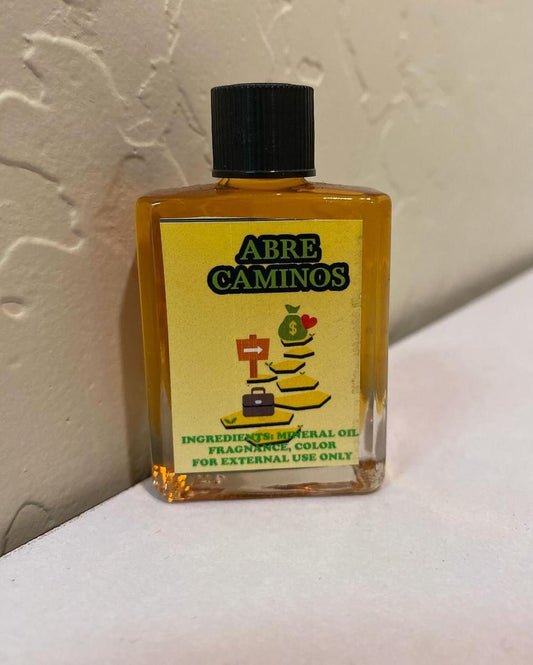 ABRE
CAMINOS
$
INGREDIENTS: MINERAL OIL
FRAGNANCE, COLOR
FOR EXTERNAL USE ONLY